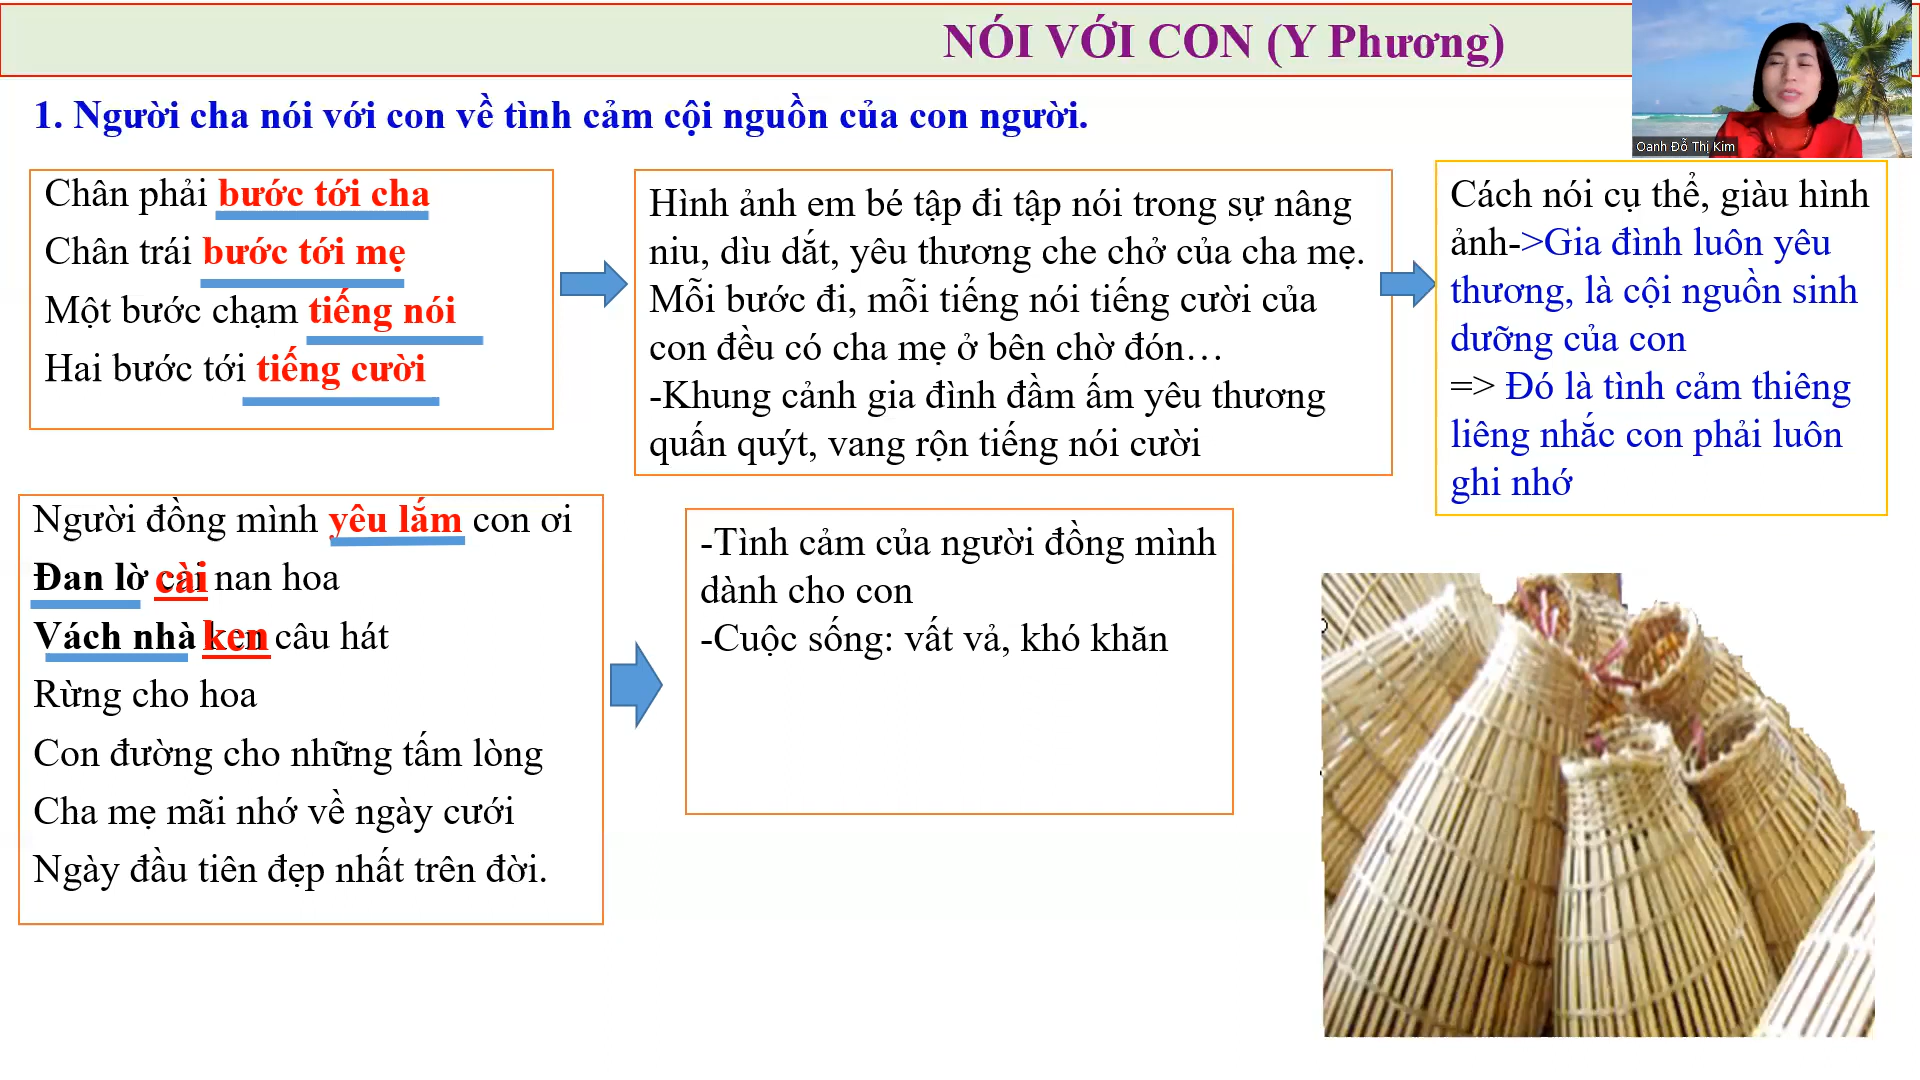 NÓI VỚI CON (Y Phương)
Oanh Đỗ Thị Kim
1. Người cha nói với con về tình cảm cội nguồn của con người.
Chân phải bước tới cha
Chân trái bước tới mẹ
Một bước chạm tiếng nói
Hai bước tới tiếng cười
Hình ảnh em bé tập đi tập nói trong sự nâng
niu, dìu dắt, yêu thương che chở của cha mẹ.
Mỗi bước đi, mỗi tiếng nói tiếng cười của
con đều có cha mẹ ở bên chờ đón…
-Khung cảnh gia đình đầm ấm yêu thương
quấn quýt, vang rộn tiếng nói cười
Cách nói cụ thể, giàu hình
ảnh->Gia đình luôn yêu
thương, là cội nguồn sinh
dưỡng của con
=> Đó là tình cảm thiêng
liêng nhắc con phải luôn
ghi nhớ
Người đồng mình yêu lắm con ơi
Đan lờ cài nan hoa
Vách nhà ken câu hát
Rừng cho hoa
Con đường cho những tấm lòng
Cha mẹ mãi nhớ về ngày cưới
Ngày đầu tiên đẹp nhất trên đời.
-Tình cảm của người đồng mình
dành cho con
-Cuộc sống: vất vả, khó khăn